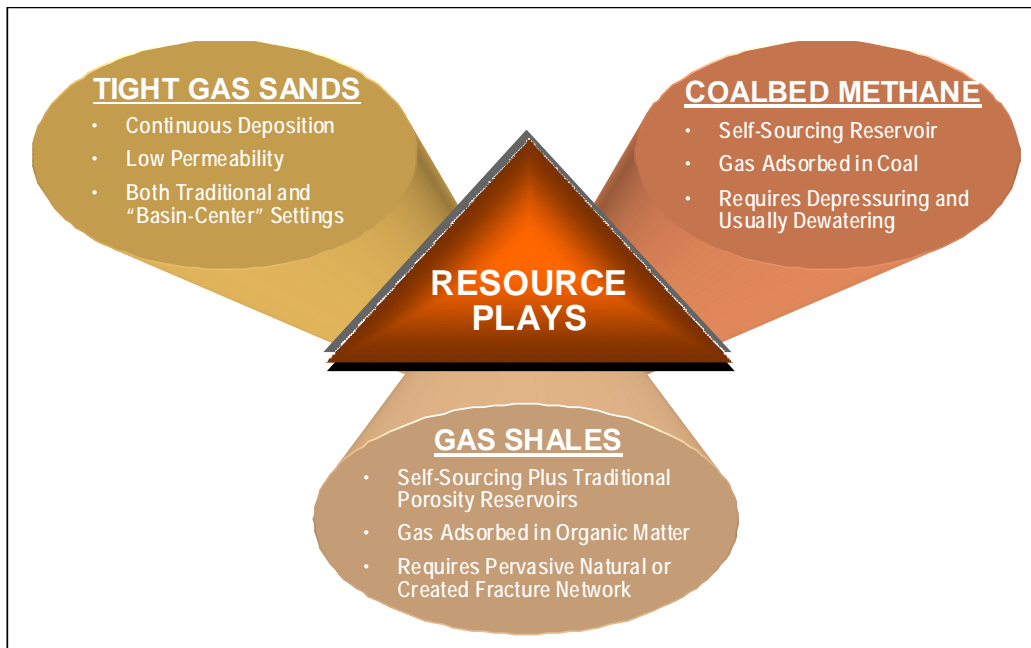 TIGHT GAS SANDS
• Continuous Deposition
• Low Permeability
• Both Traditional and
“Basin-Center” Settings
COALBED METHANE
• Self-Sourcing Reservoir
• Gas Adsorbed in Coal
• Requires Depressuring and
Usually Dewatering
RESOURCE
PLAYS
GAS SHALES
• Self-Sourcing Plus Traditional
Porosity Reservoirs
• Gas Adsorbed in Organic Matter
• Requires Pervasive Natural or
Created Fracture Network